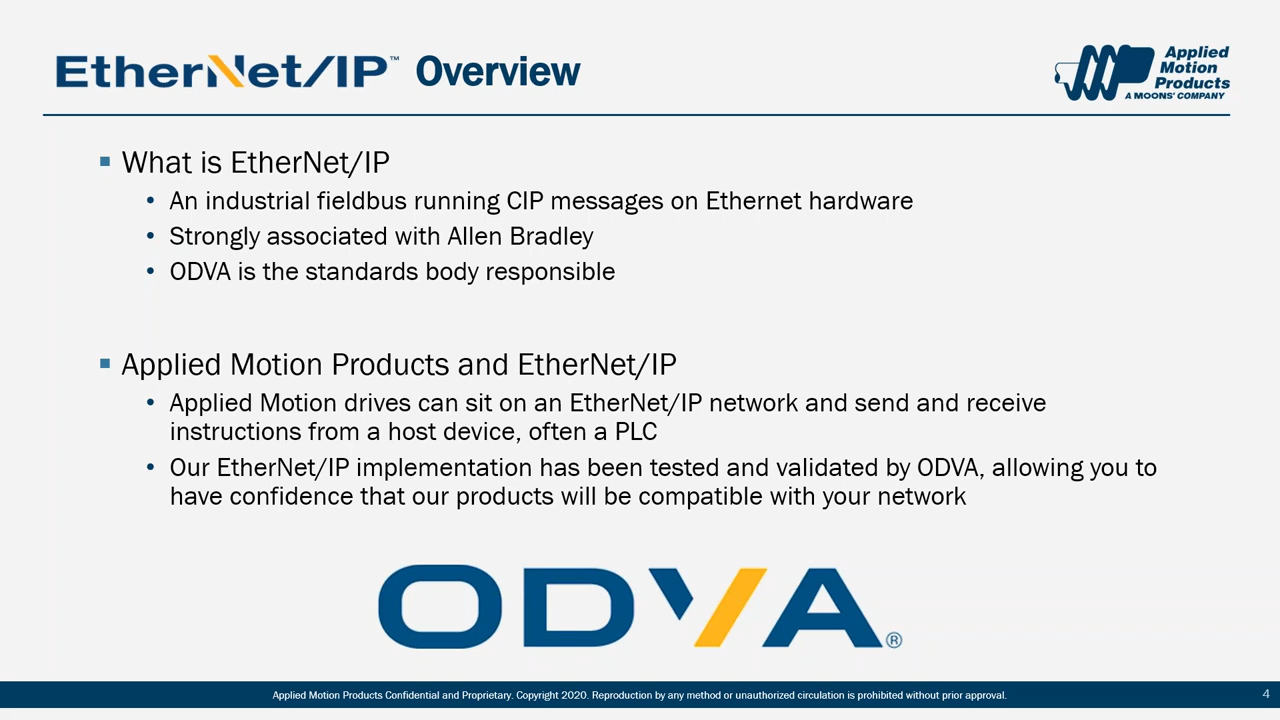 EtherNet/IP™ Overview
Applied
Motion
Products
A MOONS' COMPANY
▪ What is EtherNet/IP
• An industrial fieldbus running CIP messages on Ethernet hardware
• Strongly associated with Allen Bradley
• ODVA is the standards body responsible
▪ Applied Motion Products and EtherNet/IP
• Applied Motion drives can sit on an EtherNet/IP network and send and receive
instructions from a host device, often a PLC
• Our EtherNet/IP implementation has been tested and validated by ODVA, allowing you to
have confidence that our products will be compatible with your network
ODVA®
Applied Motion Products Confidential and Proprietary. Copyright 2020. Reproduction by any method or unauthorized circulation is prohibited without prior approval.
4